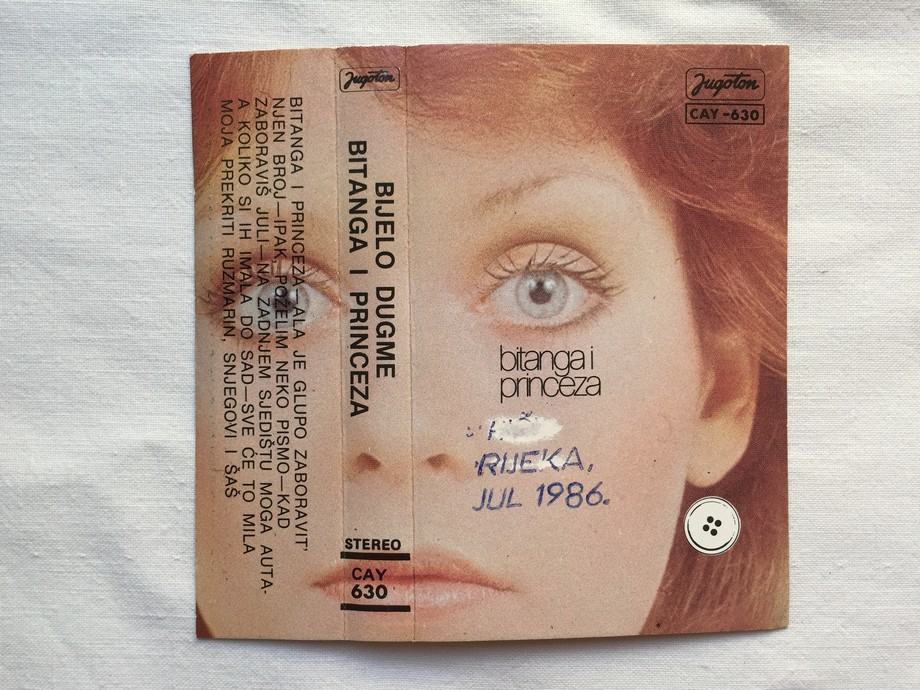 BITANGA I PRINCEZA—ALA JE GLUPO ZABORAVIT'
NJEN BROJ—IPAK, POŽELIM NEKO PISMO—KAD
ZABORAVIŠ JULI—NA ZADNJEM SJEDIŠTU MOGA AUTA-
A KOLIKO SI IH IMALA DO SAD—SVE ĆE TO MILA
MOJA PREKRITI RUZMARIN, SNJEGOVI I ŠAŠ
Jugoton
BIJELO DUGME
BITANGA I PRINCEZA
STEREO
CAY
630
Jugoton
CAY-630
bitanga i
princeza
RIJEKA,
JUL 1986.